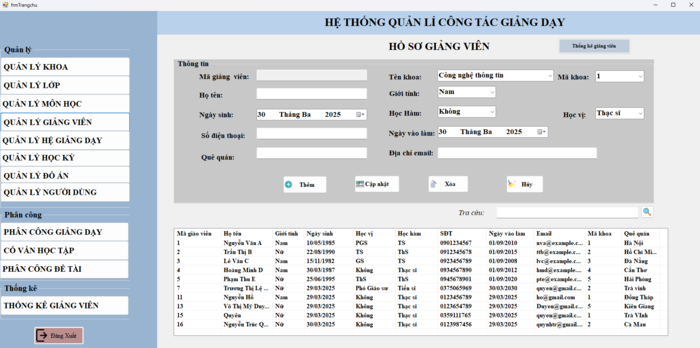 frmTrangchu
HỆ THỐNG QUẢN LÍ CÔNG TÁC GIẢNG DẠY
Quản lý
QUẢN LÝ KHOA
QUẢN LÝ LỚP
QUẢN LÝ MÔN HỌC
QUẢN LÝ GIẢNG VIÊN
QUẢN LÝ HỆ GIẢNG DẠY
QUẢN LÝ HỌC KỲ
QUẢN LÝ ĐỒ ÁN
QUẢN LÝ NGƯỜI DÙNG
Phân công
PHÂN CÔNG GIẢNG DẠY
CỐ VẤN HỌC TẬP
PHÂN CÔNG ĐỀ TÀI
Thống kê
THỐNG KÊ GIẢNG VIÊN
Đăng Xuất
HỒ SƠ GIẢNG VIÊN
Thống kê giảng viên
Thông tin
Mã giảng viên:
Tên khoa: Công nghệ thông tin Mã khoa: 1
Họ tên:
Giới tính: Nam
Ngày sinh: 30 Tháng Ba 2025
Học Hàm: Không Học vị: Thạc sĩ
Số điện thoại:
Ngày vào làm: 30 Tháng Ba 2025
Quê quán:
Địa chỉ email:
Thêm Cập nhật Xóa Hủy
Tra cứu:
Mã giáo viên Họ tên Giới tính Ngày sinh Học vị Học hàm SĐT Ngày vào làm Email Mã khoa Quê quán
1 Nguyễn Văn A Nam 10/05/1985 PGS TS 0901234567 01/09/2010 nva@example.c... 1 Hà Nội
2 Trần Thị B Nữ 22/08/1990 TS ThS 0912345678 01/09/2015 ttb@example.c... 2 Hồ Chí Mi...
3 Lê Văn C Nam 15/11/1982 GS TS 0923456789 15/09/2008 lvc@example.c... 3 Đà Nẵng
4 Hoàng Minh D Nam 30/03/1987 Không Thạc sĩ 0934567890 01/09/2012 hmd@example.... 4 Cần Thơ
5 Phạm Thu E Nữ 25/06/1995 ThS ThS 0945678901 01/09/2020 pte@example.c... 5 Hải Phòng
7 Trương Thị Lệ ... Nữ 29/03/2025 Phó Giáo sư Tiến sĩ 0375065969 30/03/2030 quyen@gmail.c... 2 Trà vinh
11 Nguyễn Hồ Nam 29/03/2025 Không Thạc sĩ 0123456789 29/03/2025 ho@gmail.com 1 Đồng Tháp
13 Võ Thị Mỹ Duy... Nữ 29/03/2025 Không Thạc sĩ 0123654789 29/03/2025 Duyen@gmail.c... 5 Kiên Giang
15 Quyên Nữ 29/03/2025 Không Thạc sĩ 0359111765 29/03/2025 quyen@gmail.c... 1 Trà Vinh
16 Nguyễn Trúc Q... Nữ 30/03/2025 Không Thạc sĩ 0123987456 29/03/2025 quynhtr@gmail.... 2 Cà Mau